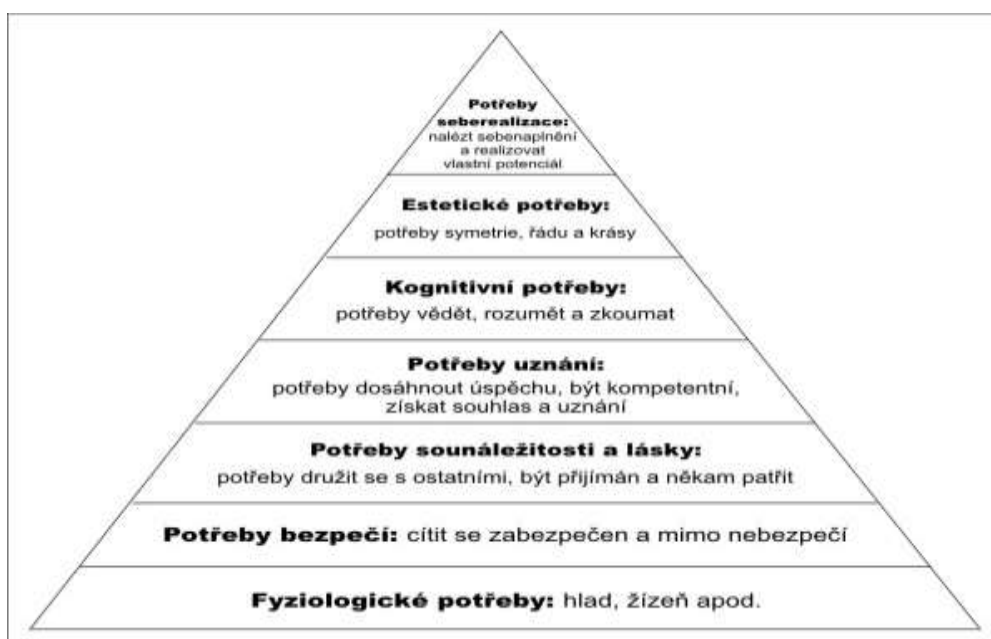 Potřeby
seberealizace:
nalézt sebenaplnění
a realizovat
vlastní potenciál
Estetické potřeby:
potřeby symetrie, řádu a krásy
Kognitivní potřeby:
potřeby vědět, rozumět a zkoumat
Potřeby uznání:
potřeby dosáhnout úspěchu, být kompetentní,
získat souhlas a uznání
Potřeby sounáležitosti a lásky:
potřeby družit se s ostatními, být přijímán a někam patřit
Potřeby bezpečí: cítit se zabezpečen a mimo nebezpečí
Fyziologické potřeby: hlad, žízeň apod.